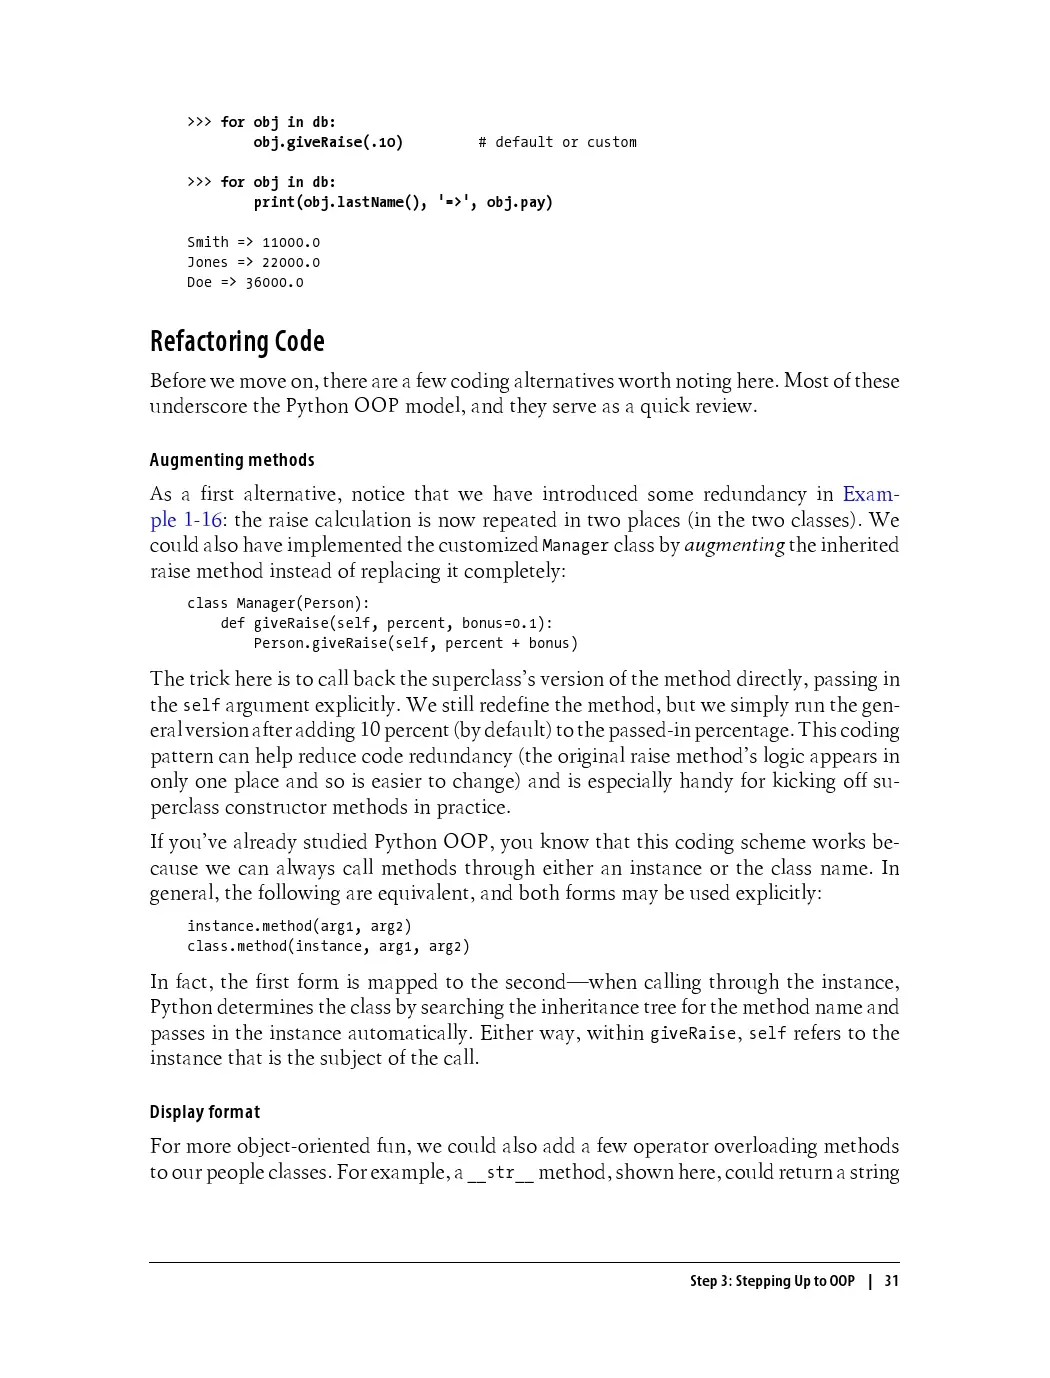 >>> for obj in db:
        obj.giveRaise(.10)         # default or custom
>>> for obj in db:
        print(obj.lastName(), '=>', obj.pay)
Smith => 11000.0
Jones => 22000.0
Doe => 36000.0
Refactoring Code
Before we move on, there are a few coding alternatives worth noting here. Most of these
underscore the Python OOP model, and they serve as a quick review.
Augmenting methods
As a first alternative, notice that we have introduced some redundancy in Exam-
ple 1-16: the raise calculation is now repeated in two places (in the two classes). We
could also have implemented the customized Manager class by augmenting the inherited
raise method instead of replacing it completely:
class Manager(Person):
    def giveRaise(self, percent, bonus=0.1):
        Person.giveRaise(self, percent + bonus)
The trick here is to call back the superclass’s version of the method directly, passing in
the self argument explicitly. We still redefine the method, but we simply run the gen-
eral version after adding 10 percent (by default) to the passed-in percentage. This coding
pattern can help reduce code redundancy (the original raise method’s logic appears in
only one place and so is easier to change) and is especially handy for kicking off su-
perclass constructor methods in practice.
If you’ve already studied Python OOP, you know that this coding scheme works be-
cause we can always call methods through either an instance or the class name. In
general, the following are equivalent, and both forms may be used explicitly:
instance.method(arg1, arg2)
class.method(instance, arg1, arg2)
In fact, the first form is mapped to the second—when calling through the instance,
Python determines the class by searching the inheritance tree for the method name and
passes in the instance automatically. Either way, within giveRaise, self refers to the
instance that is the subject of the call.
Display format
For more object-oriented fun, we could also add a few operator overloading methods
to our people classes. For example, a __str__ method, shown here, could return a string
Step 3: Stepping Up to OOP | 31